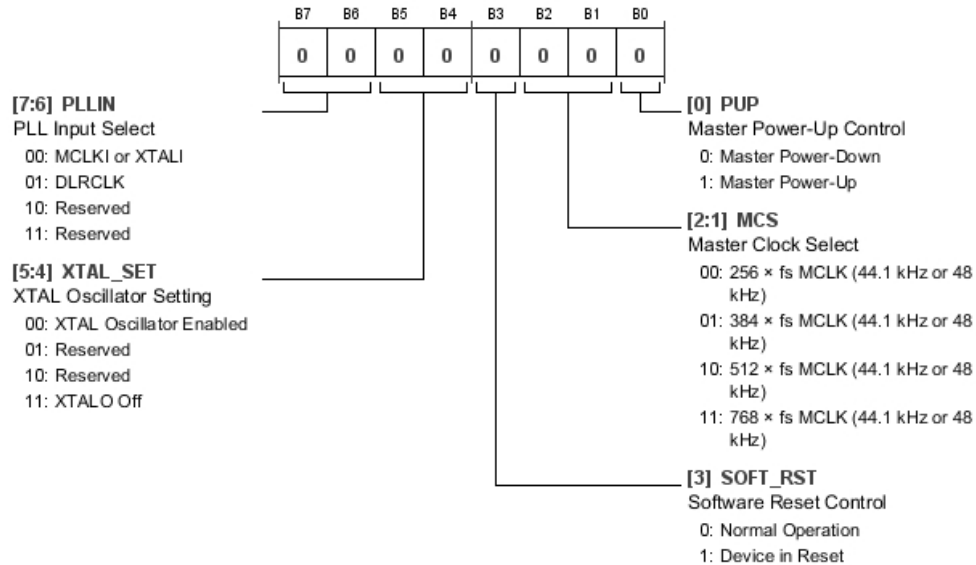 B7 B6 B5 B4 B3 B2 B1 B0
0 0 0 0 0 0 0 0
[7:6] PLLIN
PLL Input Select
00: MCLKI or XTALI
01: DLRCLK
10: Reserved
11: Reserved
[5:4] XTAL_SET
XTAL Oscillator Setting
00: XTAL Oscillator Enabled
01: Reserved
10: Reserved
11: XTALO Off
[0] PUP
Master Power-Up Control
0: Master Power-Down
1: Master Power-Up
[2:1] MCS
Master Clock Select
00: 256 × fs MCLK (44.1 kHz or 48
kHz)
01: 384 × fs MCLK (44.1 kHz or 48
kHz)
10: 512 × fs MCLK (44.1 kHz or 48
kHz)
11: 768 × fs MCLK (44.1 kHz or 48
kHz)
[3] SOFT_RST
Software Reset Control
0: Normal Operation
1: Device in Reset